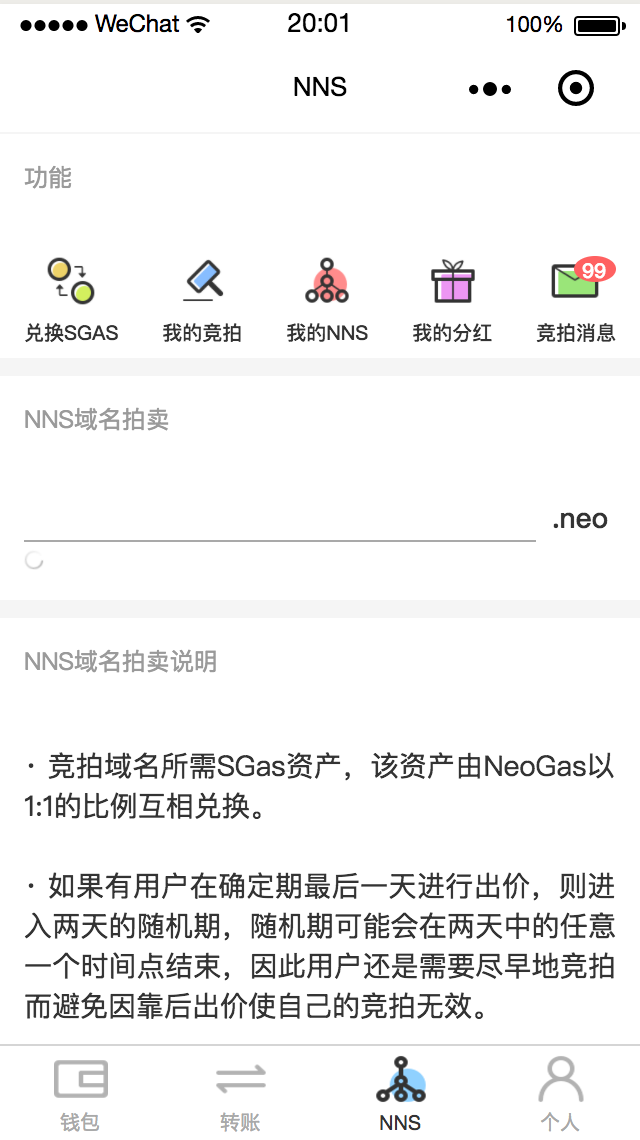 WeChat 20:01 100%
NNS
功能
99
兑换SGAS 我的竞拍 我的NNS 我的分红 竞拍消息
NNS域名拍卖
.neo
NNS域名拍卖说明
· 竞拍域名所需SGas资产，该资产由NeoGas以
1:1的比例互相兑换。
· 如果有用户在确定期最后一天进行出价，则进
入两天的随机期，随机期可能会在两天中的任意
一个时间点结束，因此用户还是需要尽早地竞拍
而避免因靠后出价使自己的竞拍无效。
钱包 转账 NNS 个人